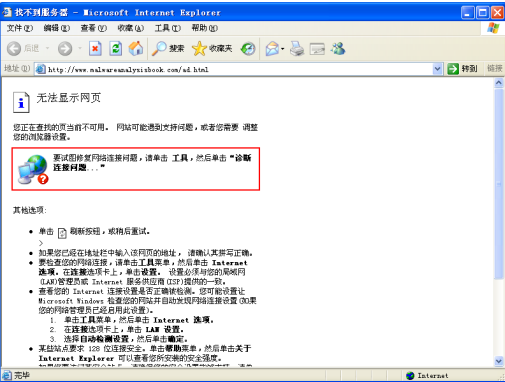 找不到服务器 - Microsoft Internet Explorer
文件(F) 编辑(E) 查看(V) 收藏(A) 工具(T) 帮助(H)
后退 搜索 收藏夹
地址(D) http://www.malwareanalysisbook.com/ad.html 转到 链接
无法显示网页
您正在查找的页当前不可用。 网站可能遇到支持问题，或者您需要 调整
您的浏览器设置。
要试图修复网络连接问题，请单击 工具，然后单击“诊断
连接问题...”
其他选项:
● 单击 刷新按钮，或稍后重试。
>
● 如果您已经在地址栏中输入该网页的地址， 请确认其拼写正确。
● 要检查您的网络连接，请单击工具菜单，然后单击 Internet
选项。在连接选项卡上，单击设置。 设置必须与您的局域网
(LAN)管理员或 Internet 服务供应商(ISP)提供的一致。
● 查看您的 Internet 连接设置是否正确被检测。您可能设置让
Microsoft Windows 检查您的网站并自动发现网络连接设置(如果
您的网络管理员已经启用此设置)。
1. 单击工具菜单，然后单击 Internet 选项。
2. 在连接选项卡上，单击 LAN 设置。
3. 选择自动检测设置，然后单击确定。
● 某些站点要求 128 位连接安全。单击帮助菜单，然后单击关于
Internet Explorer 可以查看您所安装的安全强度。
完毕 Internet